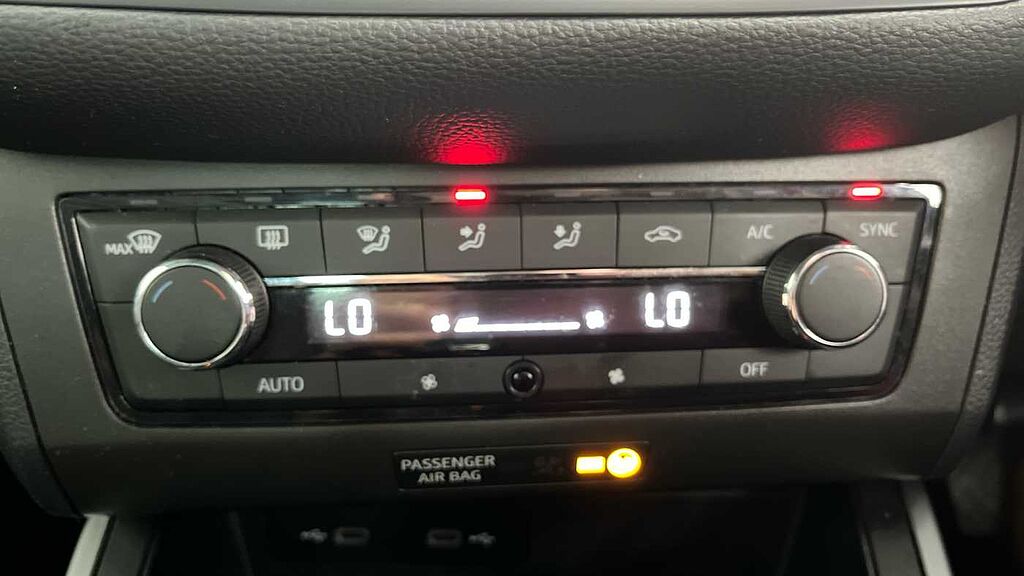 MAX
A/C
SYNC
LO
LO
AUTO
OFF
PASSENGER
AIR BAG